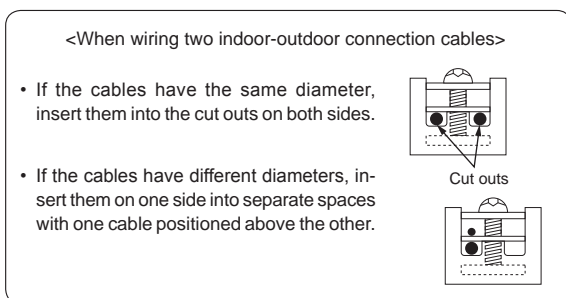 <When wiring two indoor-outdoor connection cables>
• If the cables have the same diameter,
insert them into the cut outs on both sides.
Cut outs
• If the cables have different diameters, in-
sert them on one side into separate spaces
with one cable positioned above the other.